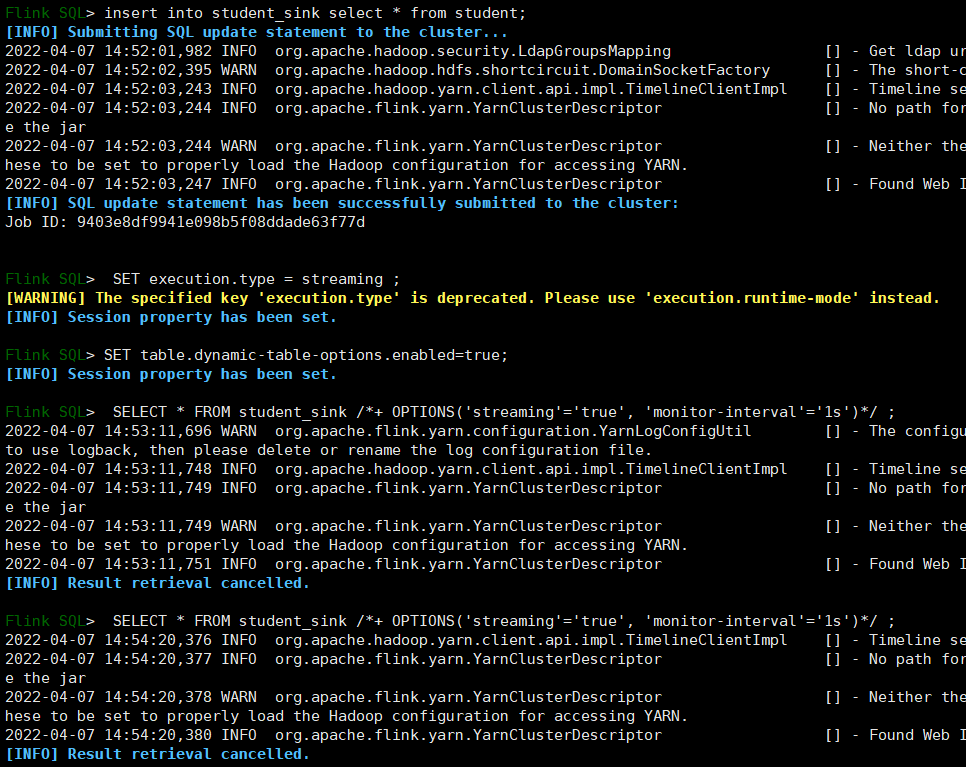 Flink SQL> insert into student_sink select * from student;
[INFO] Submitting SQL update statement to the cluster...
2022-04-07 14:52:01,982 INFO  org.apache.hadoop.security.LdapGroupsMapping                 [] - Get ldap ur
2022-04-07 14:52:02,395 WARN  org.apache.hadoop.hdfs.shortcircuit.DomainSocketFactory      [] - The short-c
2022-04-07 14:52:03,243 INFO  org.apache.hadoop.yarn.client.api.impl.TimelineClientImpl    [] - Timeline se
2022-04-07 14:52:03,244 INFO  org.apache.flink.yarn.YarnClusterDescriptor                  [] - No path for
e the jar
2022-04-07 14:52:03,244 WARN  org.apache.flink.yarn.YarnClusterDescriptor                  [] - Neither the
hese to be set to properly load the Hadoop configuration for accessing YARN.
2022-04-07 14:52:03,247 INFO  org.apache.flink.yarn.YarnClusterDescriptor                  [] - Found Web I
[INFO] SQL update statement has been successfully submitted to the cluster:
Job ID: 9403e8df9941e098b5f08ddade63f77d
Flink SQL>  SET execution.type = streaming ;
[WARNING] The specified key 'execution.type' is deprecated. Please use 'execution.runtime-mode' instead.
[INFO] Session property has been set.
Flink SQL> SET table.dynamic-table-options.enabled=true;
[INFO] Session property has been set.
Flink SQL>  SELECT * FROM student_sink /*+ OPTIONS('streaming'='true', 'monitor-interval'='1s')*/ ;
2022-04-07 14:53:11,696 WARN  org.apache.flink.yarn.configuration.YarnLogConfigUtil        [] - The configu
to use logback, then please delete or rename the log configuration file.
2022-04-07 14:53:11,748 INFO  org.apache.hadoop.yarn.client.api.impl.TimelineClientImpl    [] - Timeline se
2022-04-07 14:53:11,749 INFO  org.apache.flink.yarn.YarnClusterDescriptor                  [] - No path for
e the jar
2022-04-07 14:53:11,749 WARN  org.apache.flink.yarn.YarnClusterDescriptor                  [] - Neither the
hese to be set to properly load the Hadoop configuration for accessing YARN.
2022-04-07 14:53:11,751 INFO  org.apache.flink.yarn.YarnClusterDescriptor                  [] - Found Web I
[INFO] Result retrieval cancelled.
Flink SQL>  SELECT * FROM student_sink /*+ OPTIONS('streaming'='true', 'monitor-interval'='1s')*/ ;
2022-04-07 14:54:20,376 INFO  org.apache.hadoop.yarn.client.api.impl.TimelineClientImpl    [] - Timeline se
2022-04-07 14:54:20,377 INFO  org.apache.flink.yarn.YarnClusterDescriptor                  [] - No path for
e the jar
2022-04-07 14:54:20,378 WARN  org.apache.flink.yarn.YarnClusterDescriptor                  [] - Neither the
hese to be set to properly load the Hadoop configuration for accessing YARN.
2022-04-07 14:54:20,380 INFO  org.apache.flink.yarn.YarnClusterDescriptor                  [] - Found Web I
[INFO] Result retrieval cancelled.